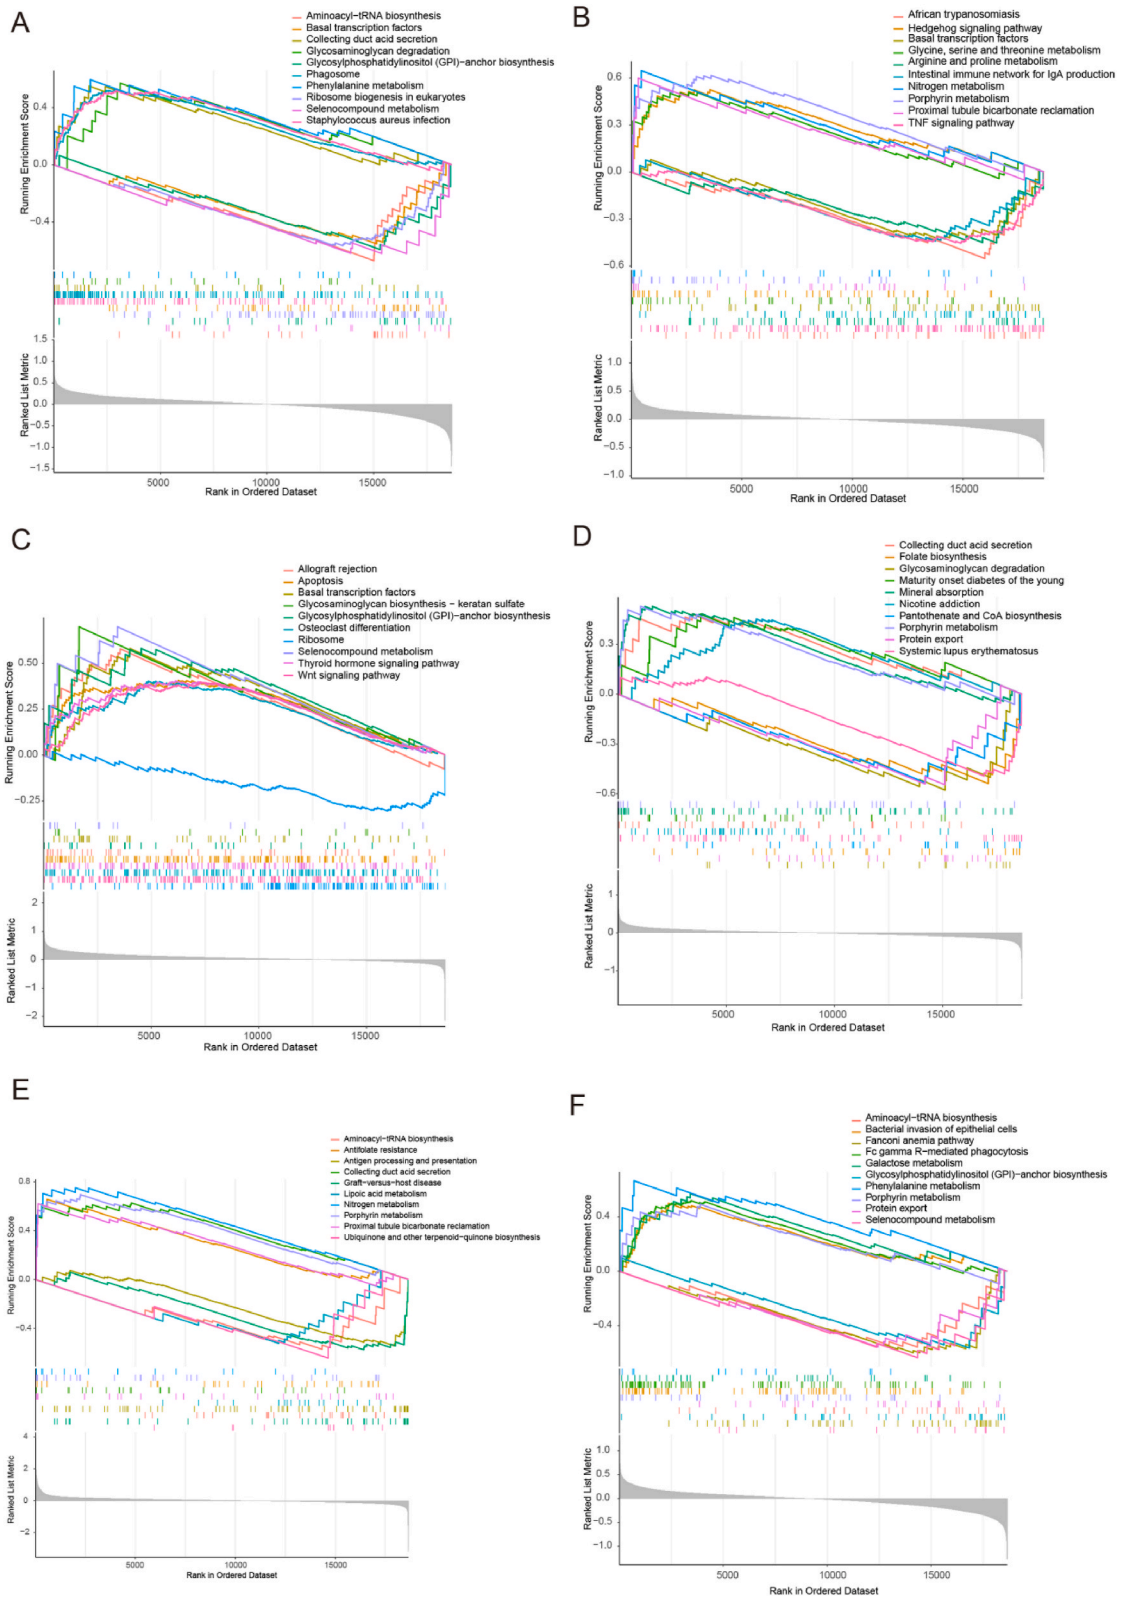 A
Aminoacyl−tRNA biosynthesis
Basal transcription factors
Collecting duct acid secretion
Glycosaminoglycan degradation
Glycosylphosphatidylinositol (GPI)−anchor biosynthesis
Phagosome
Phenylalanine metabolism
Ribosome biogenesis in eukaryotes
Selenocompound metabolism
Staphylococcus aureus infection
Running Enrichment Score
0.4
0.0
−0.4
Ranked List Metric
1.5
1.0
0.5
0.0
−0.5
−1.0
−1.5
5000
10000
15000
Rank in Ordered Dataset
B
African trypanosomiasis
Hedgehog signaling pathway
Basal transcription factors
Glycine, serine and threonine metabolism
Arginine and proline metabolism
Intestinal immune network for IgA production
Nitrogen metabolism
Porphyrin metabolism
Proximal tubule bicarbonate reclamation
TNF signaling pathway
Running Enrichment Score
0.6
0.3
0.0
−0.3
−0.6
Ranked List Metric
1.0
0.5
0.0
−0.5
−1.0
5000
10000
15000
Rank in Ordered Dataset
C
Allograft rejection
Apoptosis
Basal transcription factors
Glycosaminoglycan biosynthesis − keratan sulfate
Glycosylphosphatidylinositol (GPI)−anchor biosynthesis
Osteoclast differentiation
Ribosome
Selenocompound metabolism
Thyroid hormone signaling pathway
Wnt signaling pathway
Running Enrichment Score
0.50
0.25
0.00
−0.25
Ranked List Metric
2
1
0
−1
−2
5000
10000
15000
Rank in Ordered Dataset
D
Collecting duct acid secretion
Folate biosynthesis
Glycosaminoglycan degradation
Maturity onset diabetes of the young
Mineral absorption
Nicotine addiction
Pantothenate and CoA biosynthesis
Porphyrin metabolism
Protein export
Systemic lupus erythematosus
Running Enrichment Score
0.3
0.0
−0.3
−0.6
Ranked List Metric
1
0
−1
5000
10000
15000
Rank in Ordered Dataset
E
Aminoacyl−tRNA biosynthesis
Antifolate resistance
Antigen processing and presentation
Collecting duct acid secretion
Graft−versus−host disease
Lipoic acid metabolism
Nitrogen metabolism
Porphyrin metabolism
Proximal tubule bicarbonate reclamation
Ubiquinone and other terpenoid−quinone biosynthesis
Running Enrichment Score
0.8
0.4
0.0
−0.4
Ranked List Metric
4
2
0
−2
5000
10000
15000
Rank in Ordered Dataset
F
Aminoacyl−tRNA biosynthesis
Bacterial invasion of epithelial cells
Fanconi anemia pathway
Fc gamma R−mediated phagocytosis
Galactose metabolism
Glycosylphosphatidylinositol (GPI)−anchor biosynthesis
Phenylalanine metabolism
Porphyrin metabolism
Protein export
Selenocompound metabolism
Running Enrichment Score
0.4
0.0
−0.4
Ranked List Metric
1.0
0.5
0.0
−0.5
−1.0
5000
10000
15000
Rank in Ordered Dataset